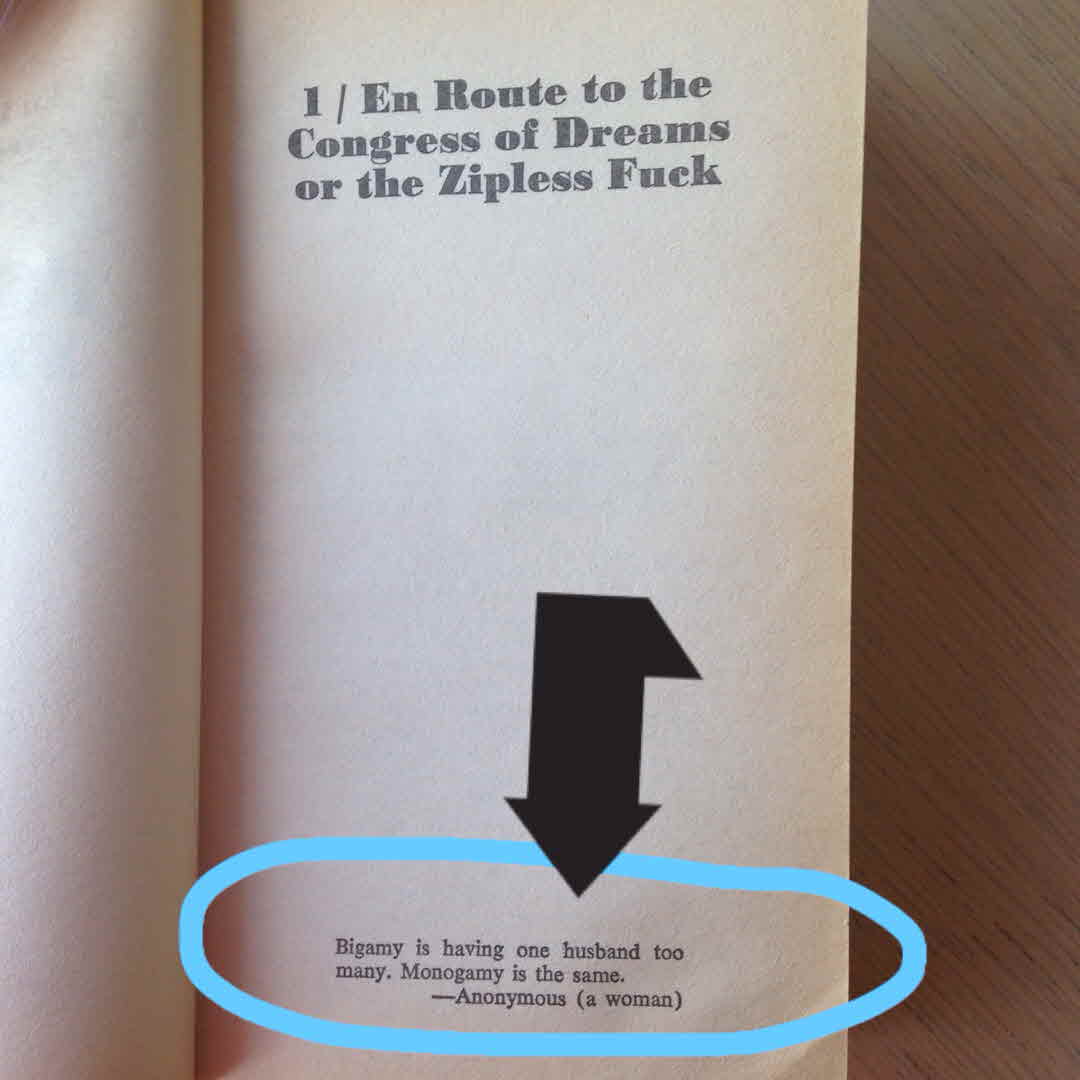 1 / En Route to the
Congress of Dreams
or the Zipless Fuck
Bigamy is having one husband too
many. Monogamy is the same.
—Anonymous (a woman)